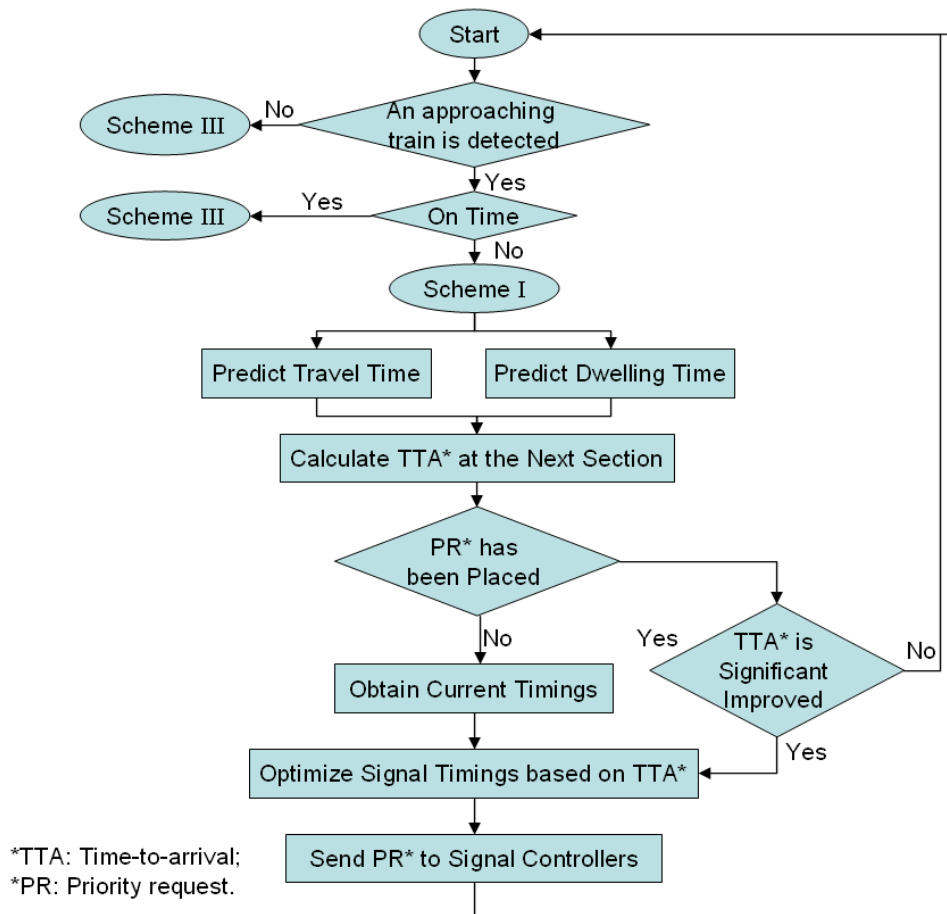 Start
An approaching
train is detected
No
Scheme III
Yes
On Time
Yes
Scheme III
No
Scheme I
Predict Travel Time
Predict Dwelling Time
Calculate TTA* at the Next Section
PR* has
been Placed
Yes
No
TTA* is
Significant
Improved
No
Obtain Current Timings
Yes
Optimize Signal Timings based on TTA*
Send PR* to Signal Controllers
*TTA: Time-to-arrival;
*PR: Priority request.